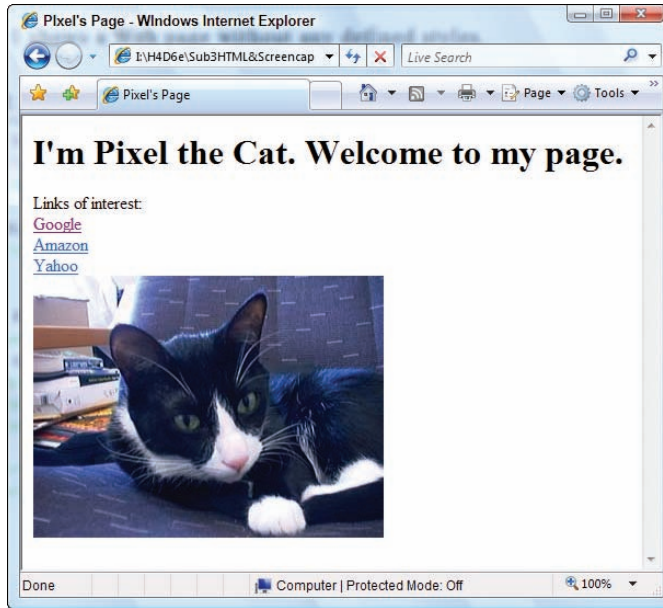 Pixel's Page - Windows Internet Explorer
I:\H4D6e\Sub3HTML&Screencap
Live Search
Pixel's Page
Page
Tools
I'm Pixel the Cat. Welcome to my page.
Links of interest:
Google
Amazon
Yahoo
Done
Computer | Protected Mode: Off
100%